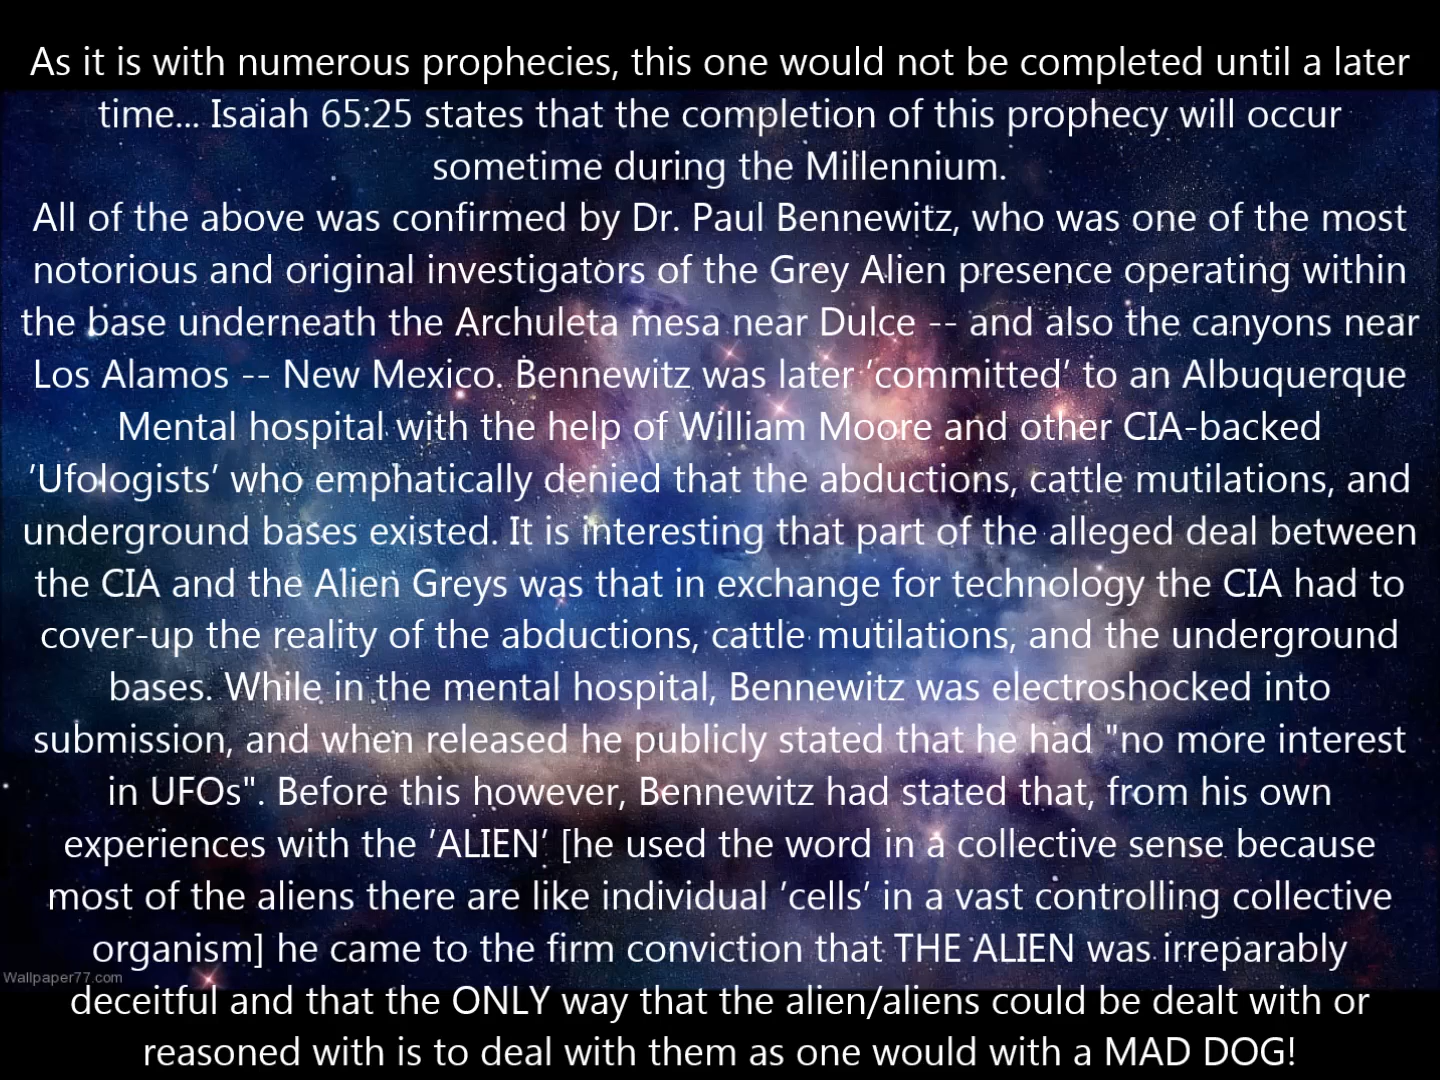 As it is with numerous prophecies, this one would not be completed until a later
time... Isaiah 65:25 states that the completion of this prophecy will occur
sometime during the Millennium.
All of the above was confirmed by Dr. Paul Bennewitz, who was one of the most
notorious and original investigators of the Grey Alien presence operating within
the base underneath the Archuleta mesa near Dulce -- and also the canyons near
Los Alamos -- New Mexico. Bennewitz was later ’committed’ to an Albuquerque
Mental hospital with the help of William Moore and other CIA-backed
’Ufologists’ who emphatically denied that the abductions, cattle mutilations, and
underground bases existed. It is interesting that part of the alleged deal between
the CIA and the Alien Greys was that in exchange for technology the CIA had to
cover-up the reality of the abductions, cattle mutilations, and the underground
bases. While in the mental hospital, Bennewitz was electroshocked into
submission, and when released he publicly stated that he had "no more interest
in UFOs". Before this however, Bennewitz had stated that, from his own
experiences with the ’ALIEN’ [he used the word in a collective sense because
most of the aliens there are like individual ’cells’ in a vast controlling collective
organism] he came to the firm conviction that THE ALIEN was irreparably
Wallpaper77.com
deceitful and that the ONLY way that the alien/aliens could be dealt with or
reasoned with is to deal with them as one would with a MAD DOG!